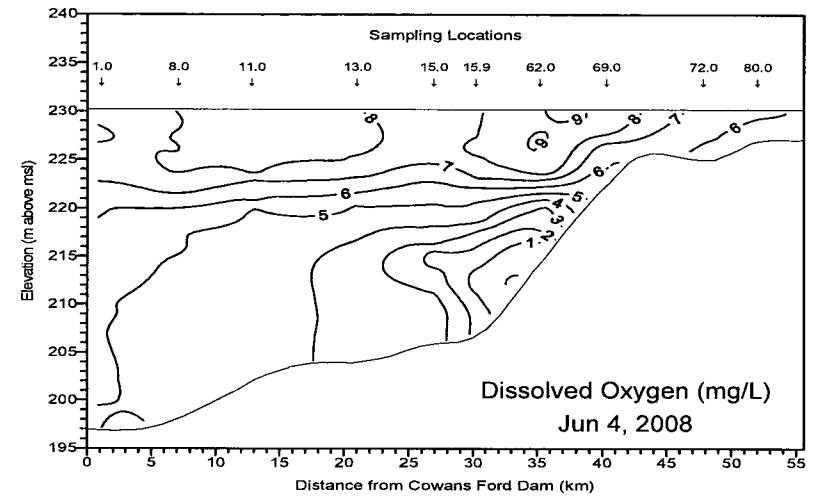 240
Sampling Locations
235
1.0 8.0 11.0 13.0 15.0 15.9 62.0 69.0 72.0 80.0
230
8 9 8 7 6
9
225
7 6
6 5
220
5 4
3
215
1 2
210
205
200
195
Elevation (m above msl)
Dissolved Oxygen (mg/L)
Jun 4, 2008
0 5 10 15 20 25 30 35 40 45 50 55
Distance from Cowans Ford Dam (km)